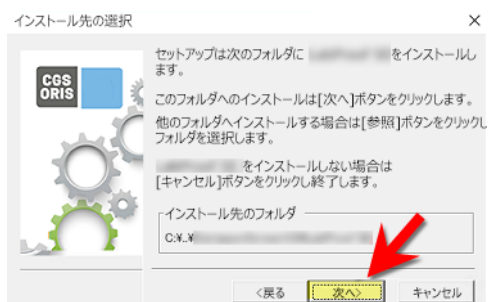 インストール先の選択
CGS
ORIS
セットアップは次のフォルダに をインストールし
ます。
このフォルダへのインストールは[次へ]ボタンをクリックします。
他のフォルダへインストールする場合は[参照]ボタンをクリックし
フォルダを選択します。
をインストールしない場合は
[キャンセル]ボタンをクリックし終了します。
インストール先のフォルダ
C:¥..¥
<戻る 次へ> キャンセル